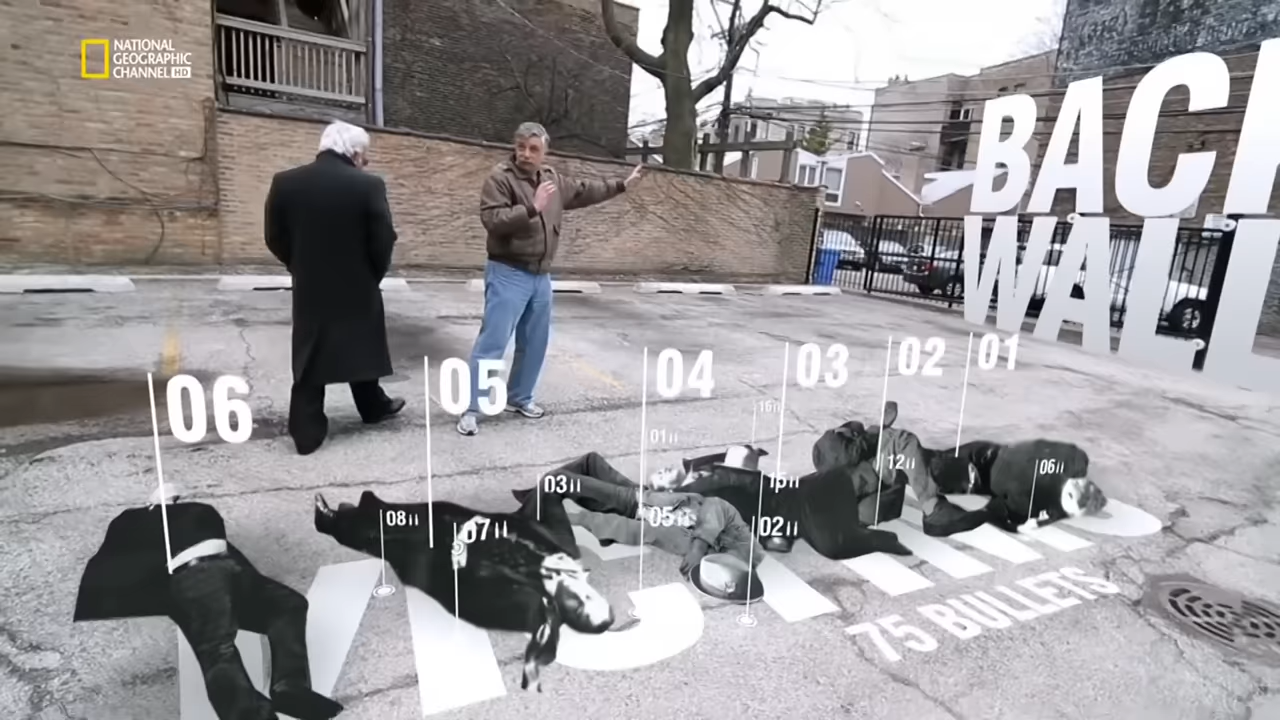 NATIONAL
GEOGRAPHIC
CHANNEL HD
BACK
WALL
06
05
04
03
02
01
16"
01"
03"
08"
07"
05"
15"
02"
12"
06"
75 BULLETS